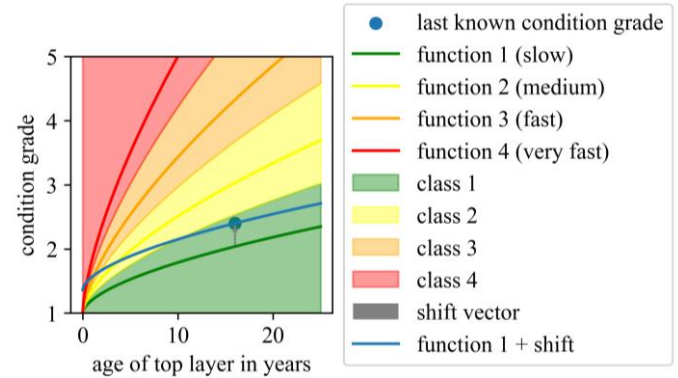 condition grade
5
4
3
2
1
0
10
20
age of top layer in years
last known condition grade
function 1 (slow)
function 2 (medium)
function 3 (fast)
function 4 (very fast)
class 1
class 2
class 3
class 4
shift vector
function 1 + shift